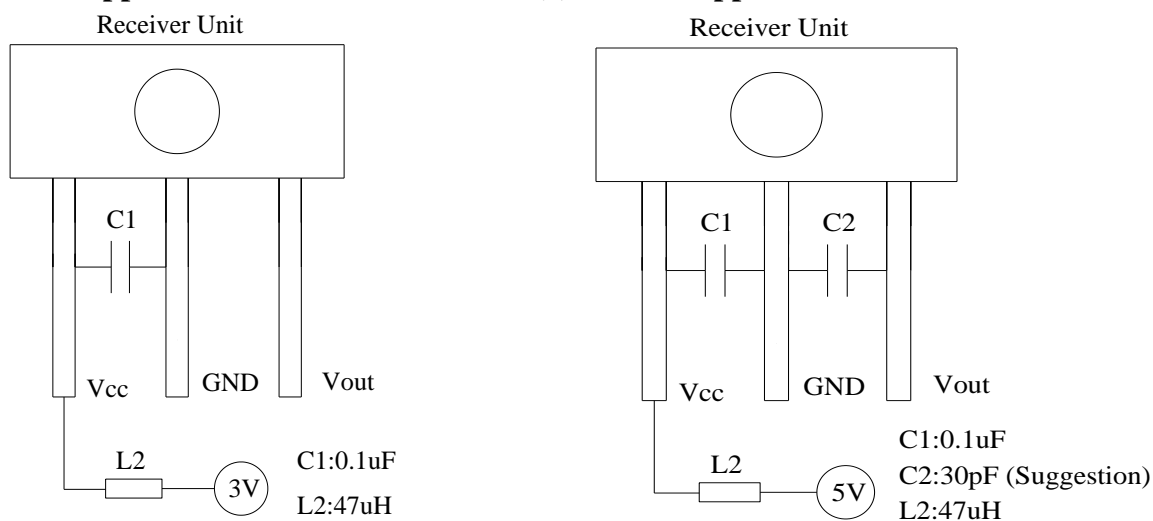 Receiver Unit
C1
Vcc
GND
Vout
L2
3V
C1:0.1uF
L2:47uH
Receiver Unit
C1
C2
Vcc
GND
Vout
L2
5V
C1:0.1uF
C2:30pF (Suggestion)
L2:47uH